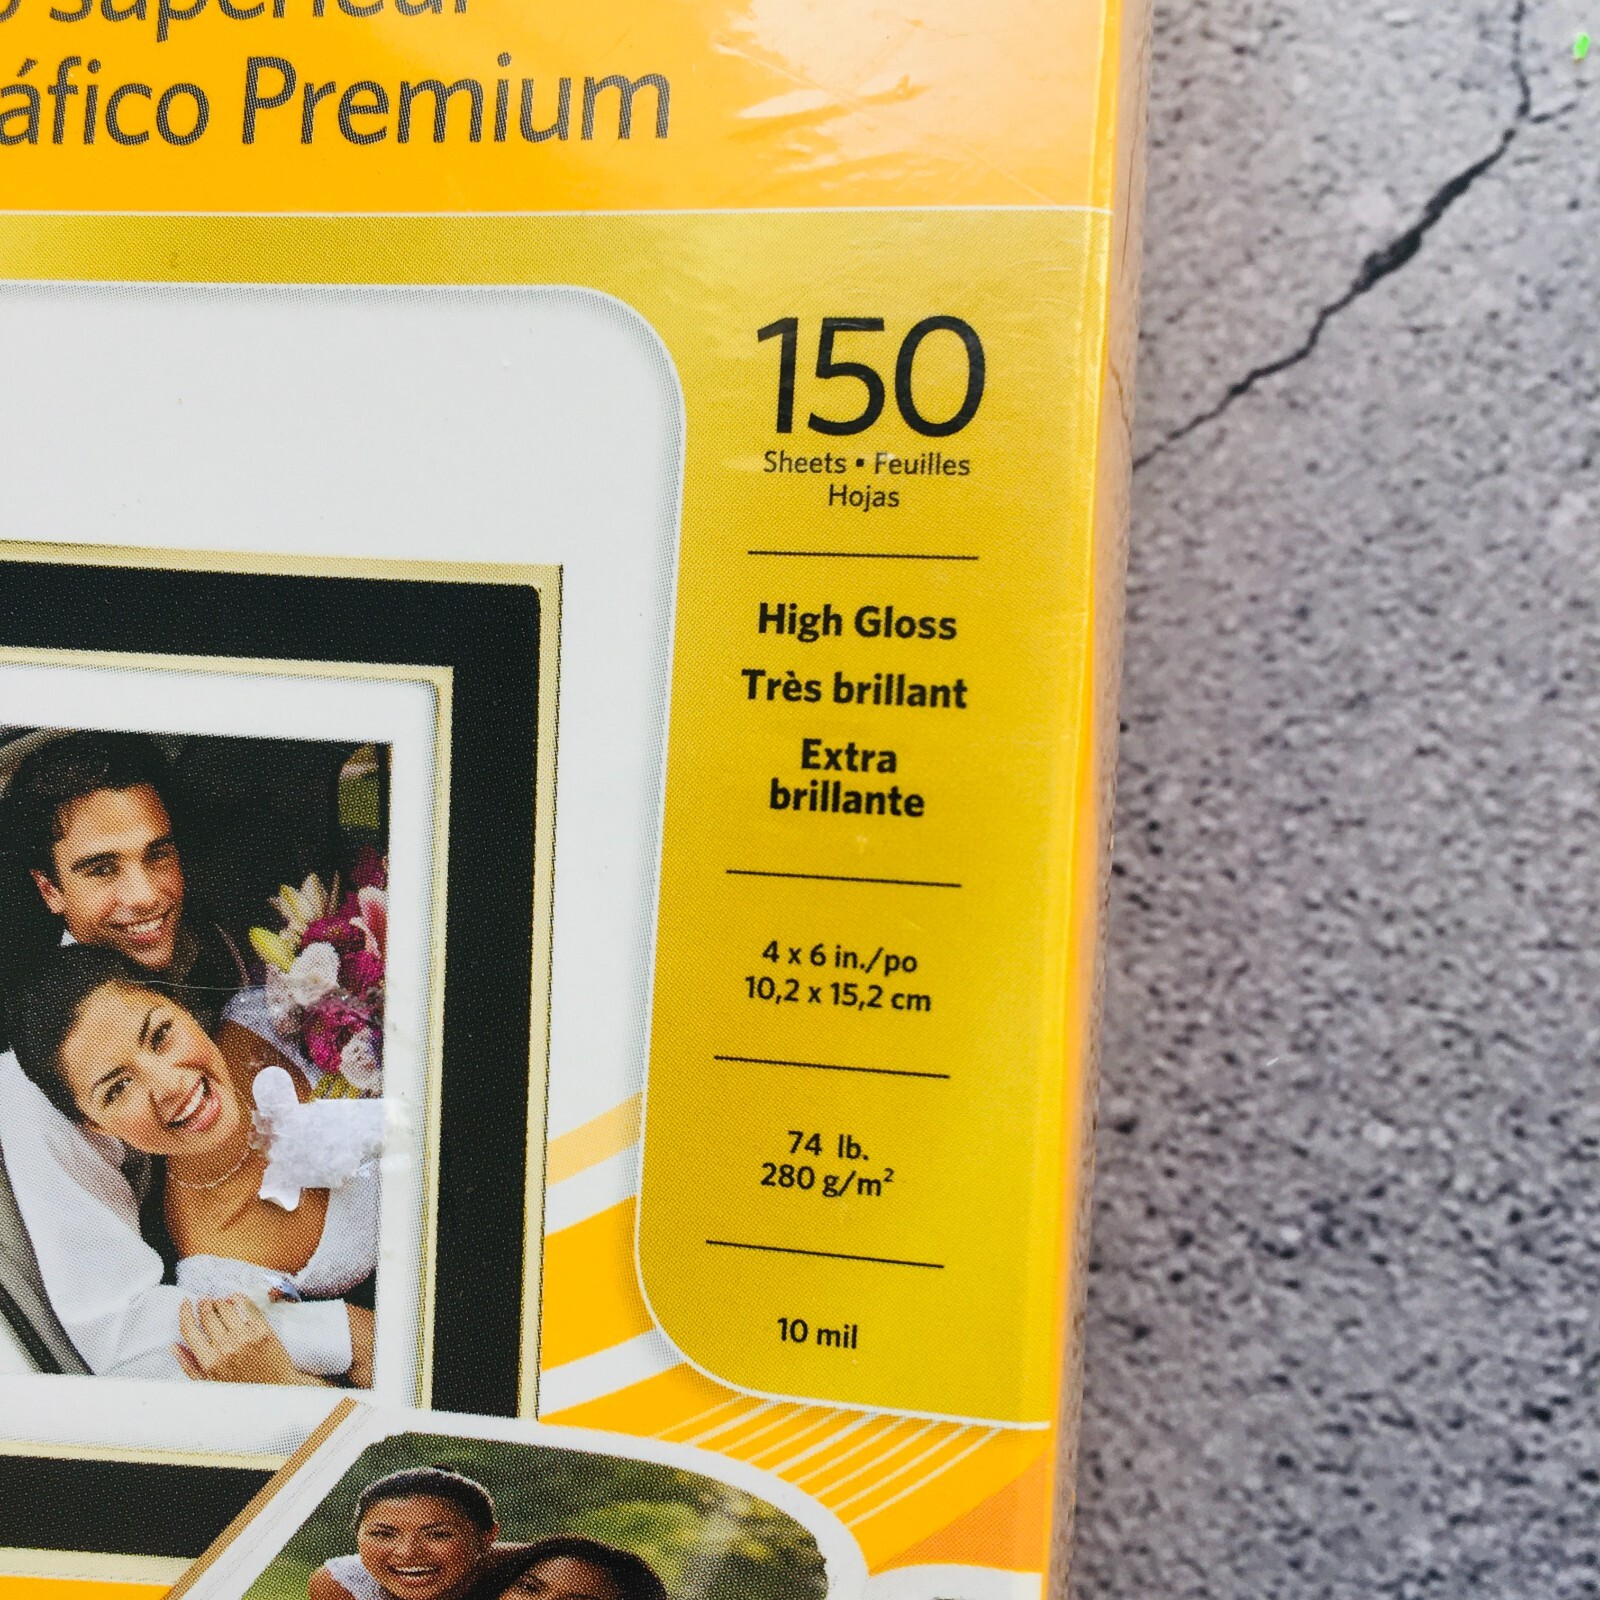 supérieur
Premium
150
Sheets ▪ Feuilles
Hojas
High Gloss
Très brillant
Extra
brillante
4 x 6 in./po
10,2 x 15,2 cm
74 lb.
280 g/m²
10 mil